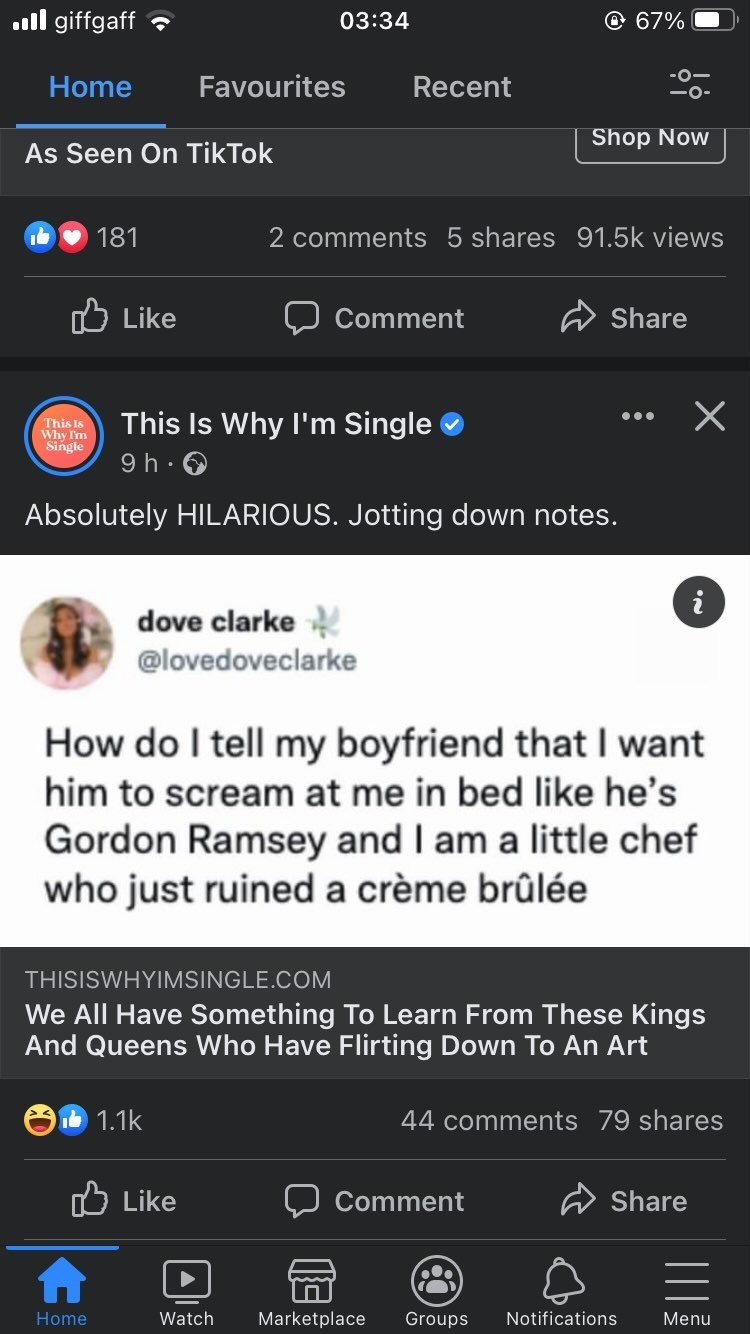 giffgaff 03:34 67%
Home Favourites Recent
As Seen On TikTok Shop Now
181 2 comments 5 shares 91.5k views
Like Comment Share
This Is
Why I'm
Single
This Is Why I'm Single
9 h ·
Absolutely HILARIOUS. Jotting down notes.
dove clarke
@lovedoveclarke
How do I tell my boyfriend that I want
him to scream at me in bed like he’s
Gordon Ramsey and I am a little chef
who just ruined a crème brûlée
THISISWHYIMSINGLE.COM
We All Have Something To Learn From These Kings
And Queens Who Have Flirting Down To An Art
1.1k 44 comments 79 shares
Like Comment Share
Home Watch Marketplace Groups Notifications Menu